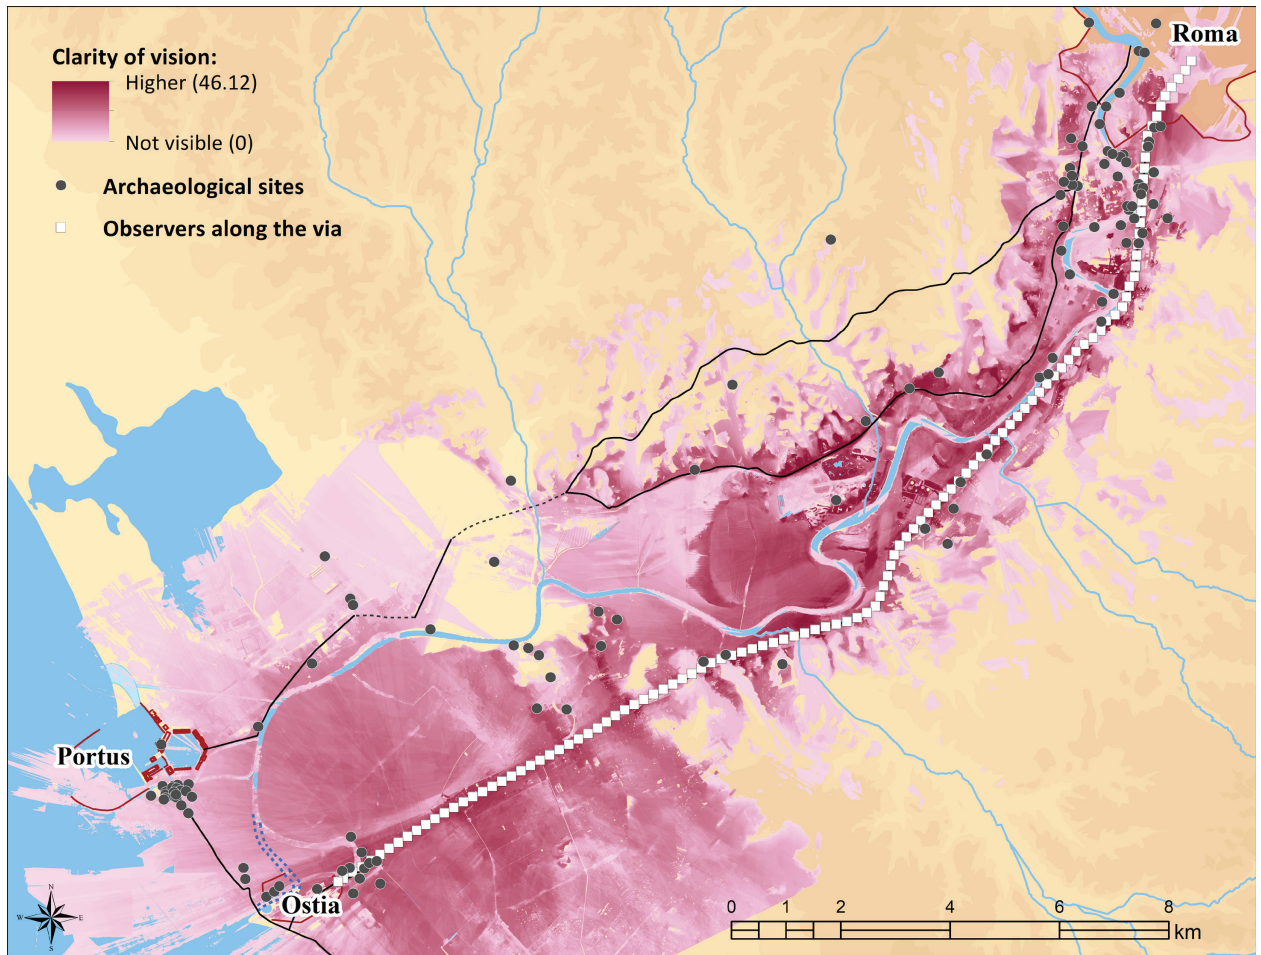 Roma
Clarity of vision:
Higher (46.12)
Not visible (0)
Archaeological sites
Observers along the via
Portus
Ostia
N
W E
S
0 1 2 4 6 8
km